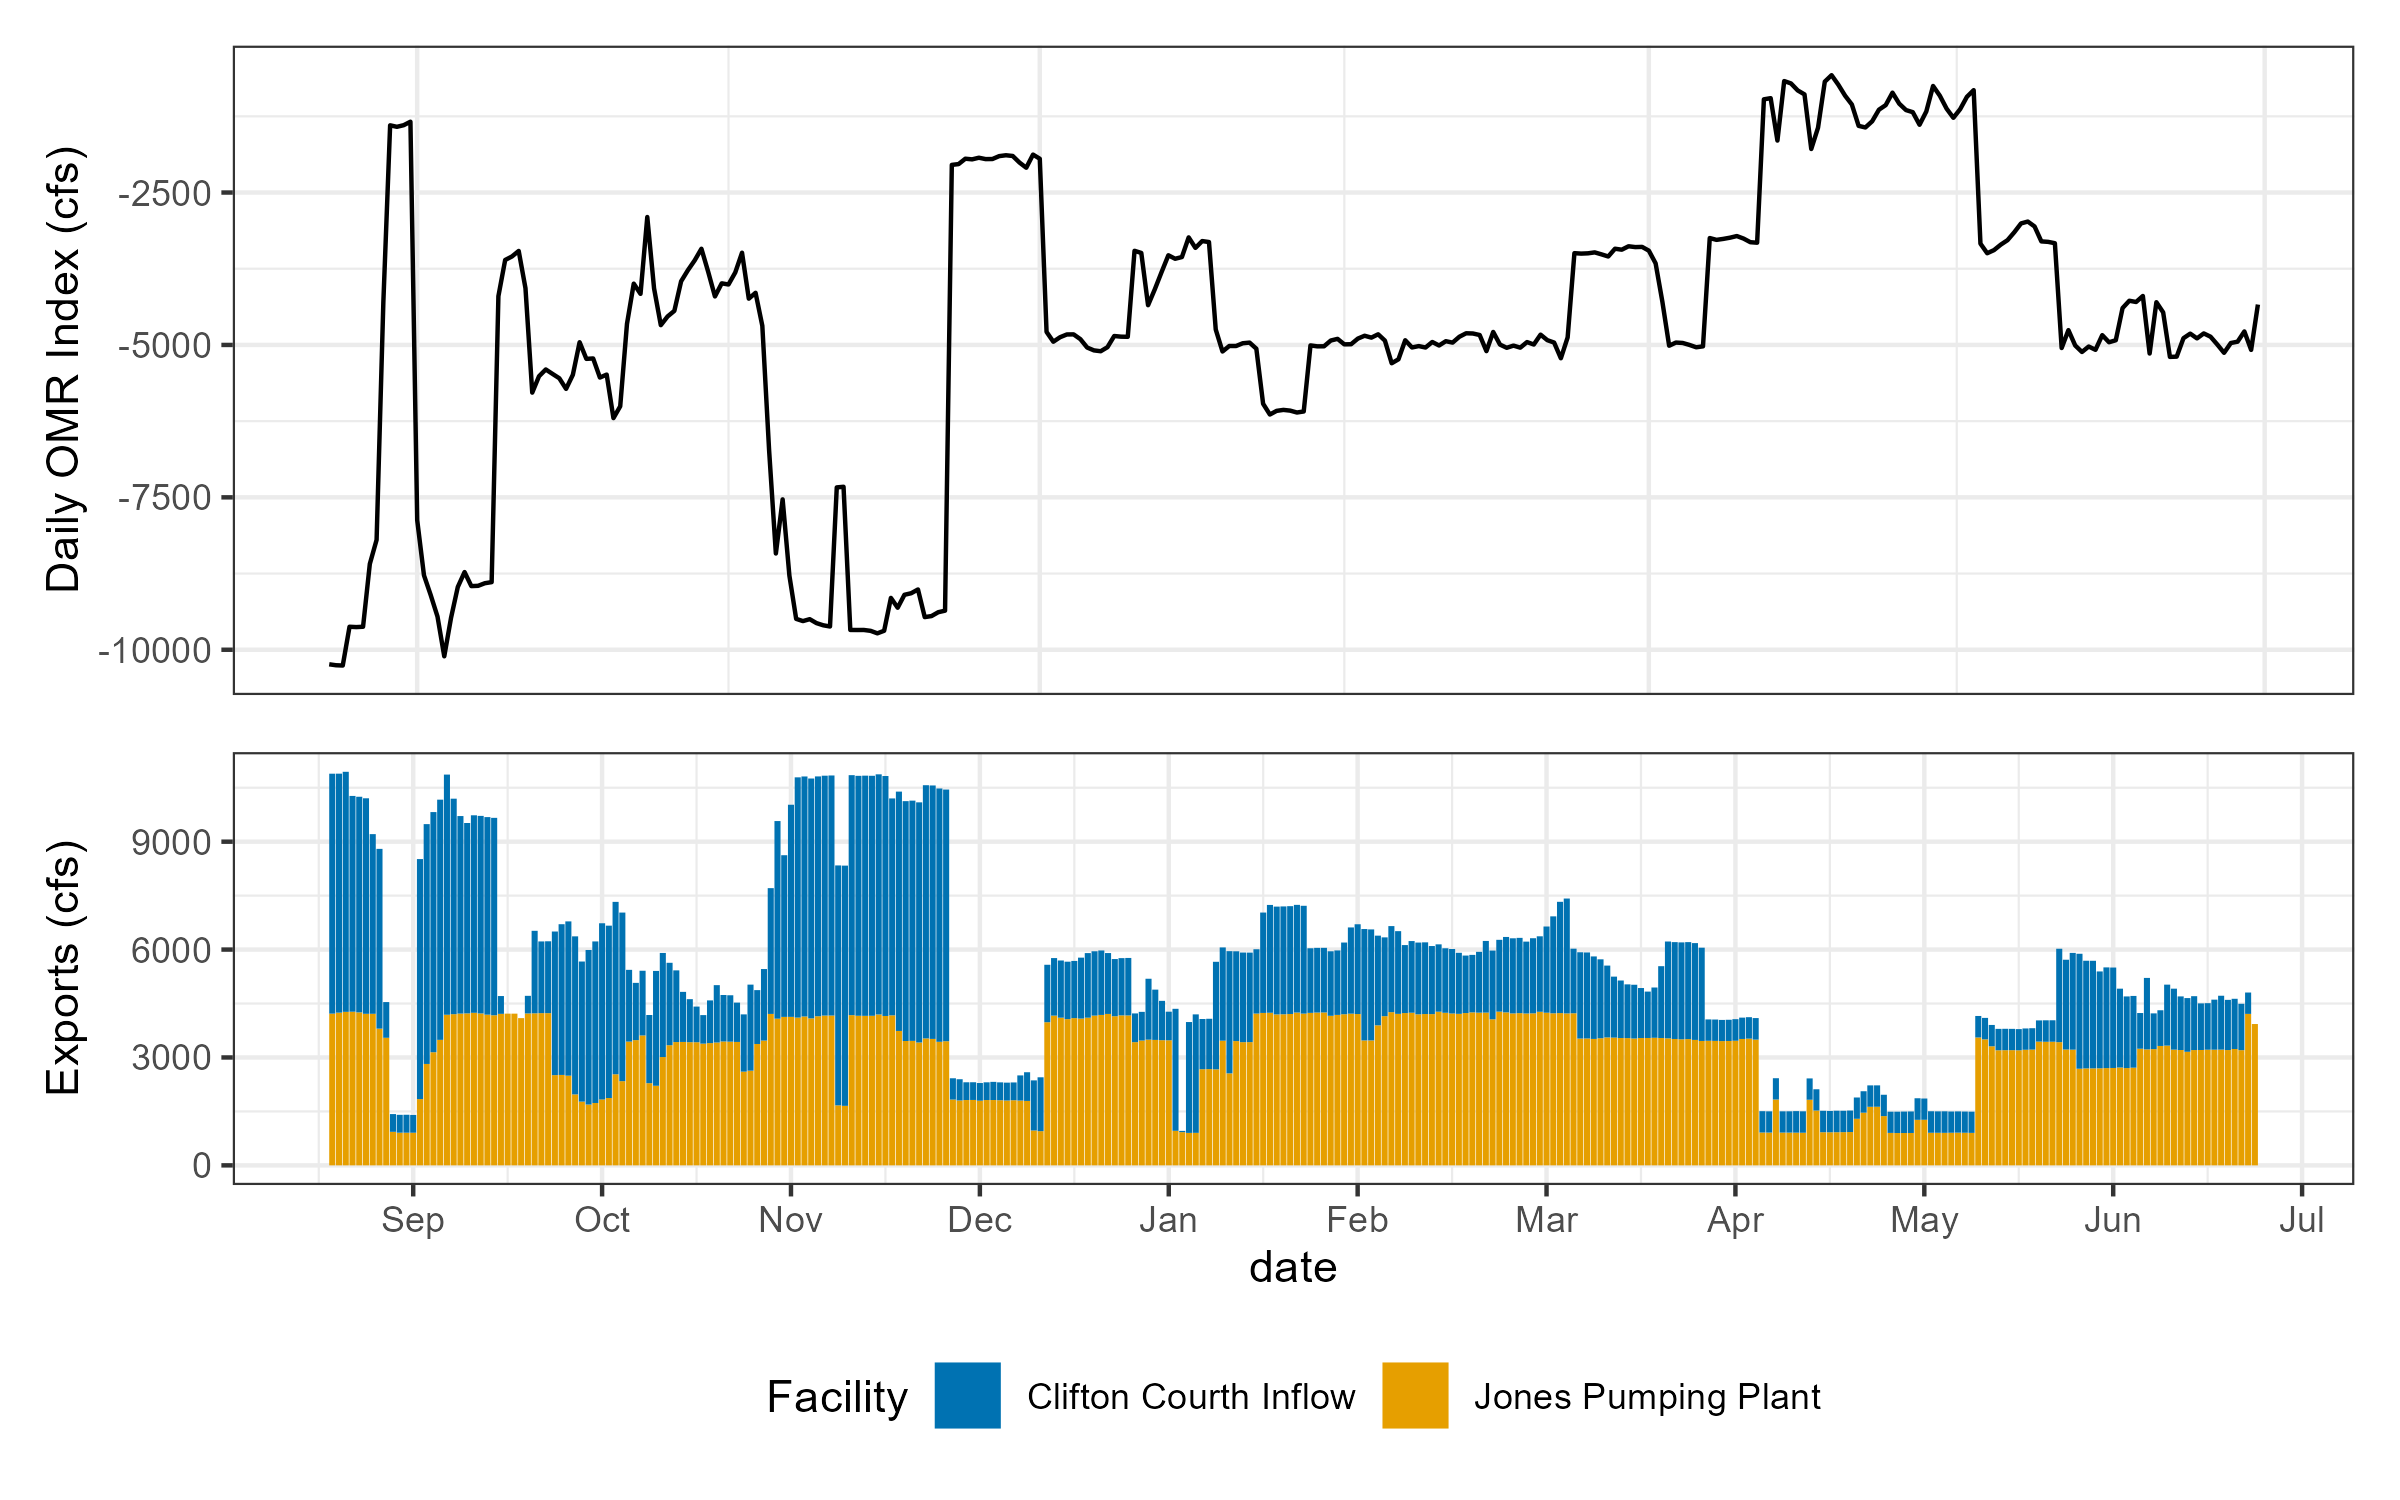 Daily OMR Index (cfs)
-2500
-5000
-7500
-10000
Exports (cfs)
9000
6000
3000
0
Sep Oct Nov Dec Jan Feb Mar Apr May Jun Jul
date
Facility Clifton Courth Inflow Jones Pumping Plant